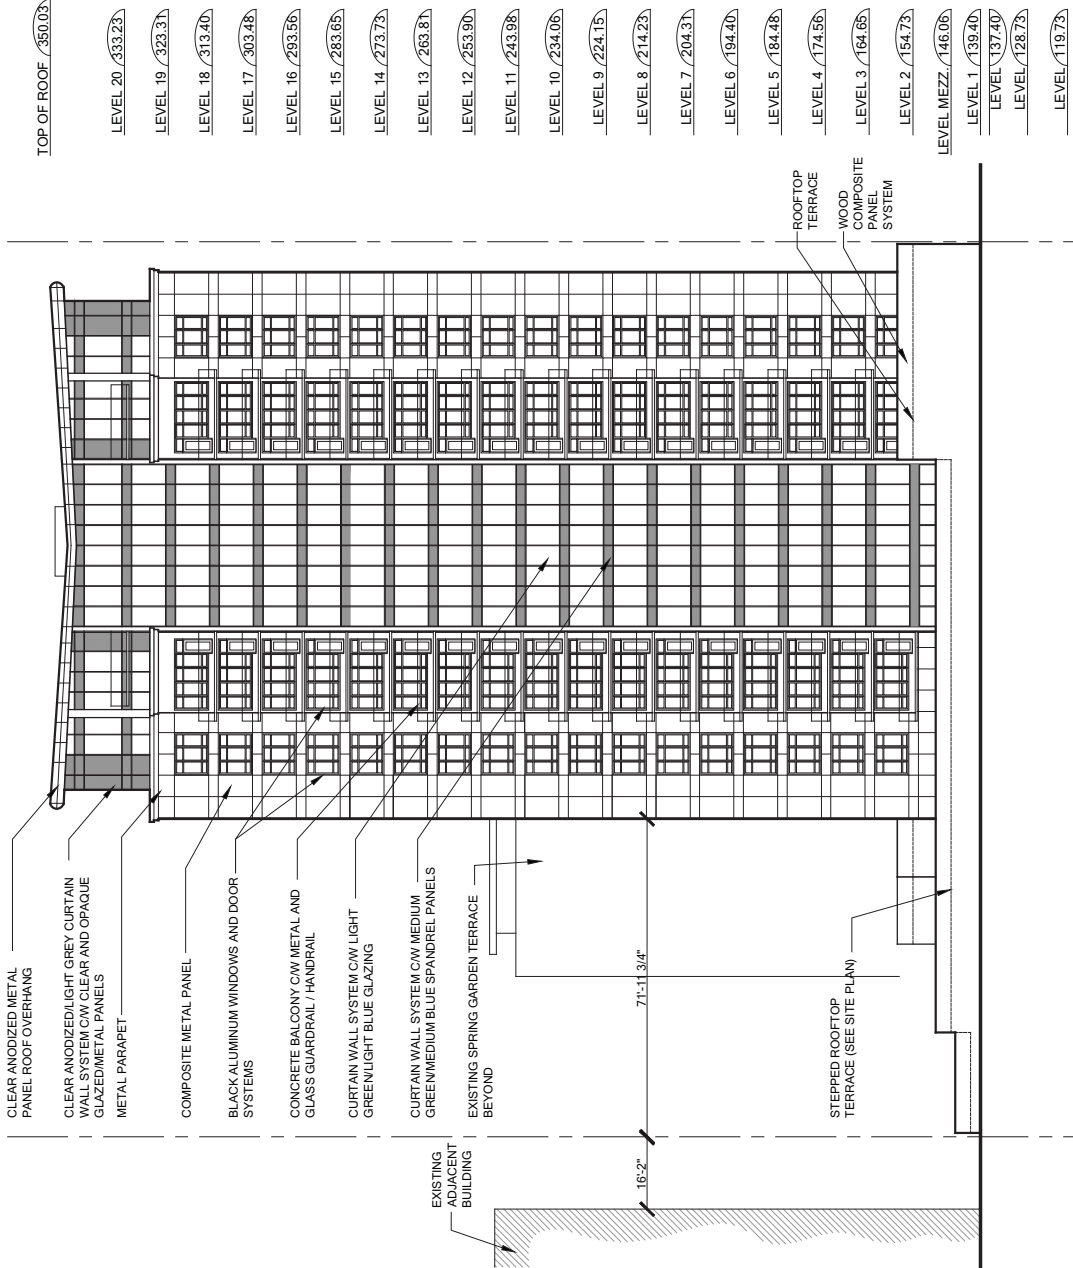 CLEAR ANODIZED METAL
PANEL ROOF OVERHANG
CLEAR ANODIZED/LIGHT GREY CURTAIN
WALL SYSTEM C/W CLEAR AND OPAQUE
GLAZED/METAL PANELS
METAL PARAPET
COMPOSITE METAL PANEL
BLACK ALUMINUM WINDOWS AND DOOR
SYSTEMS
CONCRETE BALCONY C/W METAL AND
GLASS GUARDRAIL / HANDRAIL
CURTAIN WALL SYSTEM C/W LIGHT
GREEN/LIGHT BLUE GLAZING
CURTAIN WALL SYSTEM C/W MEDIUM
GREEN/MEDIUM BLUE SPANDREL PANELS
EXISTING SPRING GARDEN TERRACE
BEYOND
EXISTING
ADJACENT
BUILDING
16'-2"
71'-11 3/4"
STEPPED ROOFTOP
TERRACE (SEE SITE PLAN)
ROOFTOP
TERRACE
WOOD
COMPOSITE
PANEL
SYSTEM
TOP OF ROOF 350.03
LEVEL 20 333.23
LEVEL 19 323.31
LEVEL 18 313.40
LEVEL 17 303.48
LEVEL 16 293.56
LEVEL 15 283.65
LEVEL 14 273.73
LEVEL 13 263.81
LEVEL 12 253.90
LEVEL 11 243.98
LEVEL 10 234.06
LEVEL 9 224.15
LEVEL 8 214.23
LEVEL 7 204.31
LEVEL 6 194.40
LEVEL 5 184.48
LEVEL 4 174.56
LEVEL 3 164.65
LEVEL 2 154.73
LEVEL MEZZ. 146.06
LEVEL 1 139.40
LEVEL 137.40
LEVEL 128.73
LEVEL 119.73